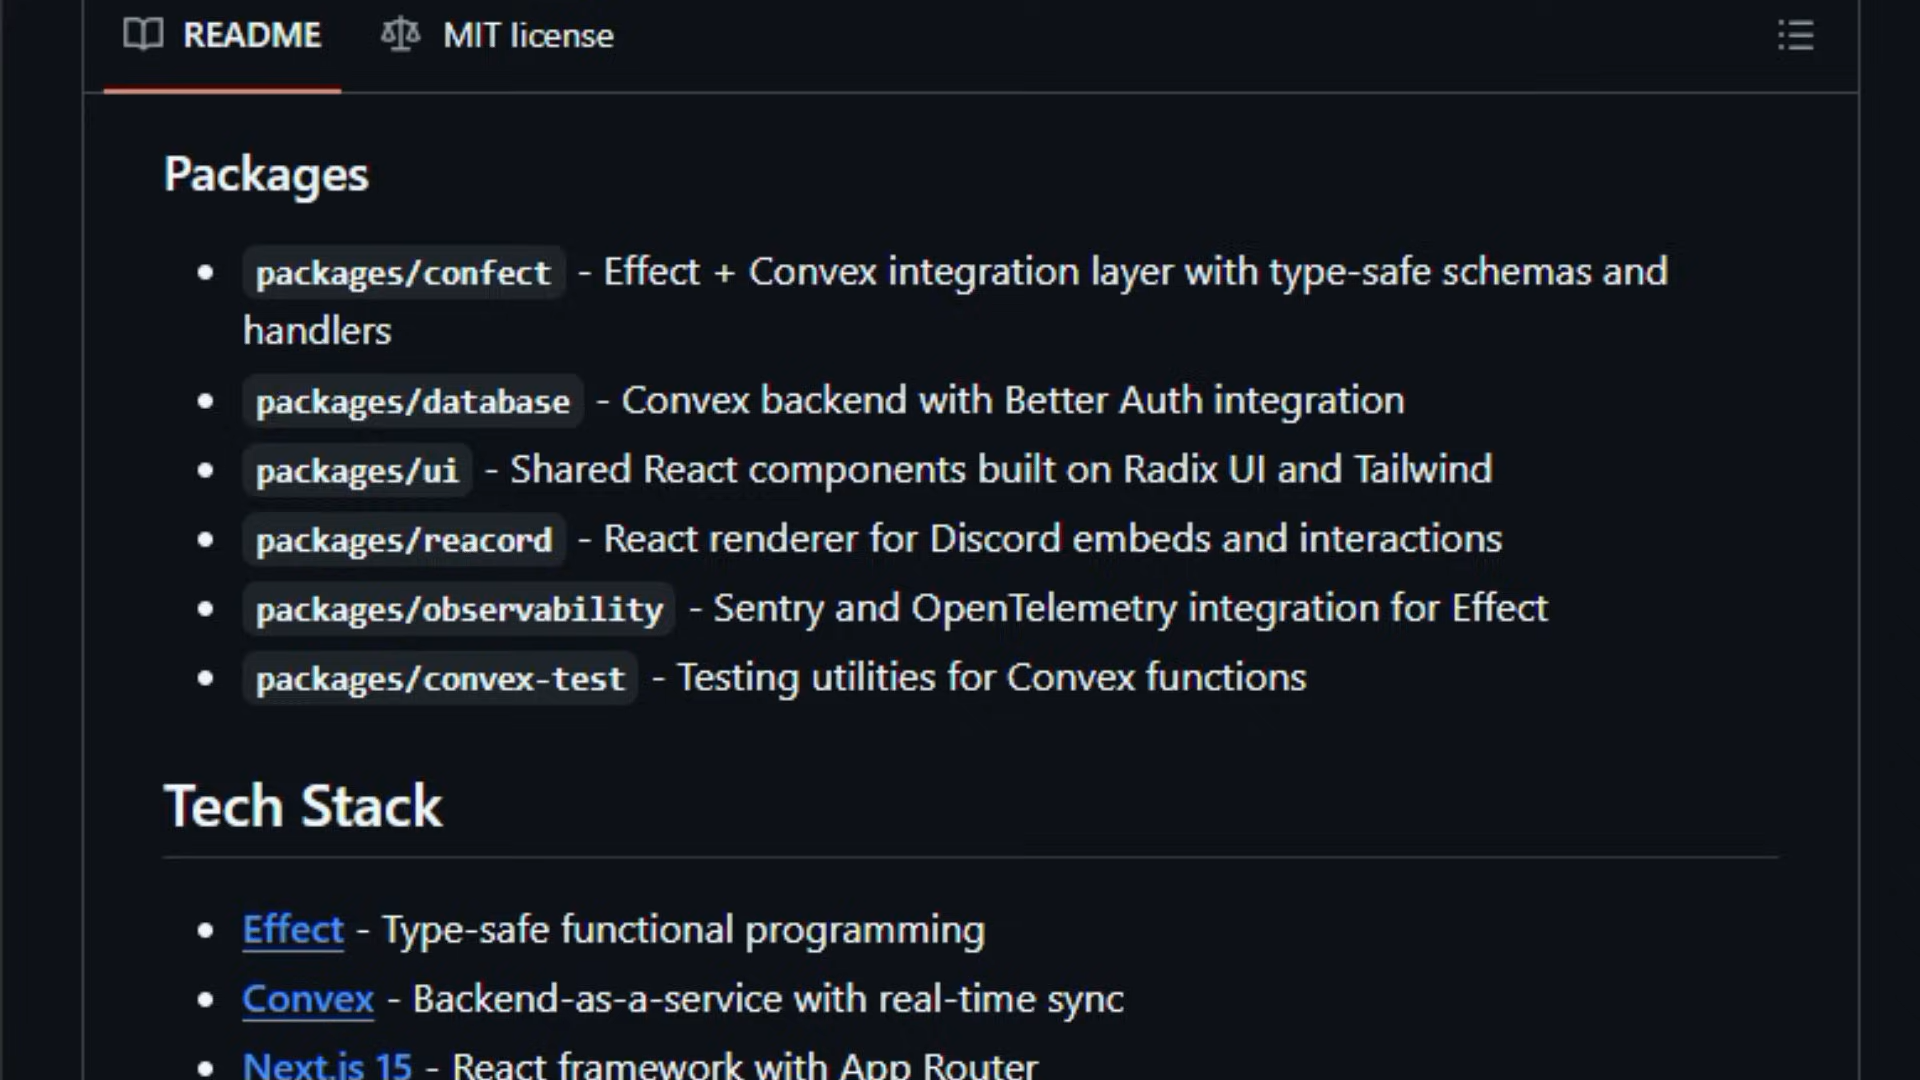 README MIT license
Packages
packages/confect - Effect + Convex integration layer with type-safe schemas and
handlers
packages/database - Convex backend with Better Auth integration
packages/ui - Shared React components built on Radix UI and Tailwind
packages/reacord - React renderer for Discord embeds and interactions
packages/observability - Sentry and OpenTelemetry integration for Effect
packages/convex-test - Testing utilities for Convex functions
Tech Stack
Effect - Type-safe functional programming
Convex - Backend-as-a-service with real-time sync
Next.js 15 - React framework with App Router